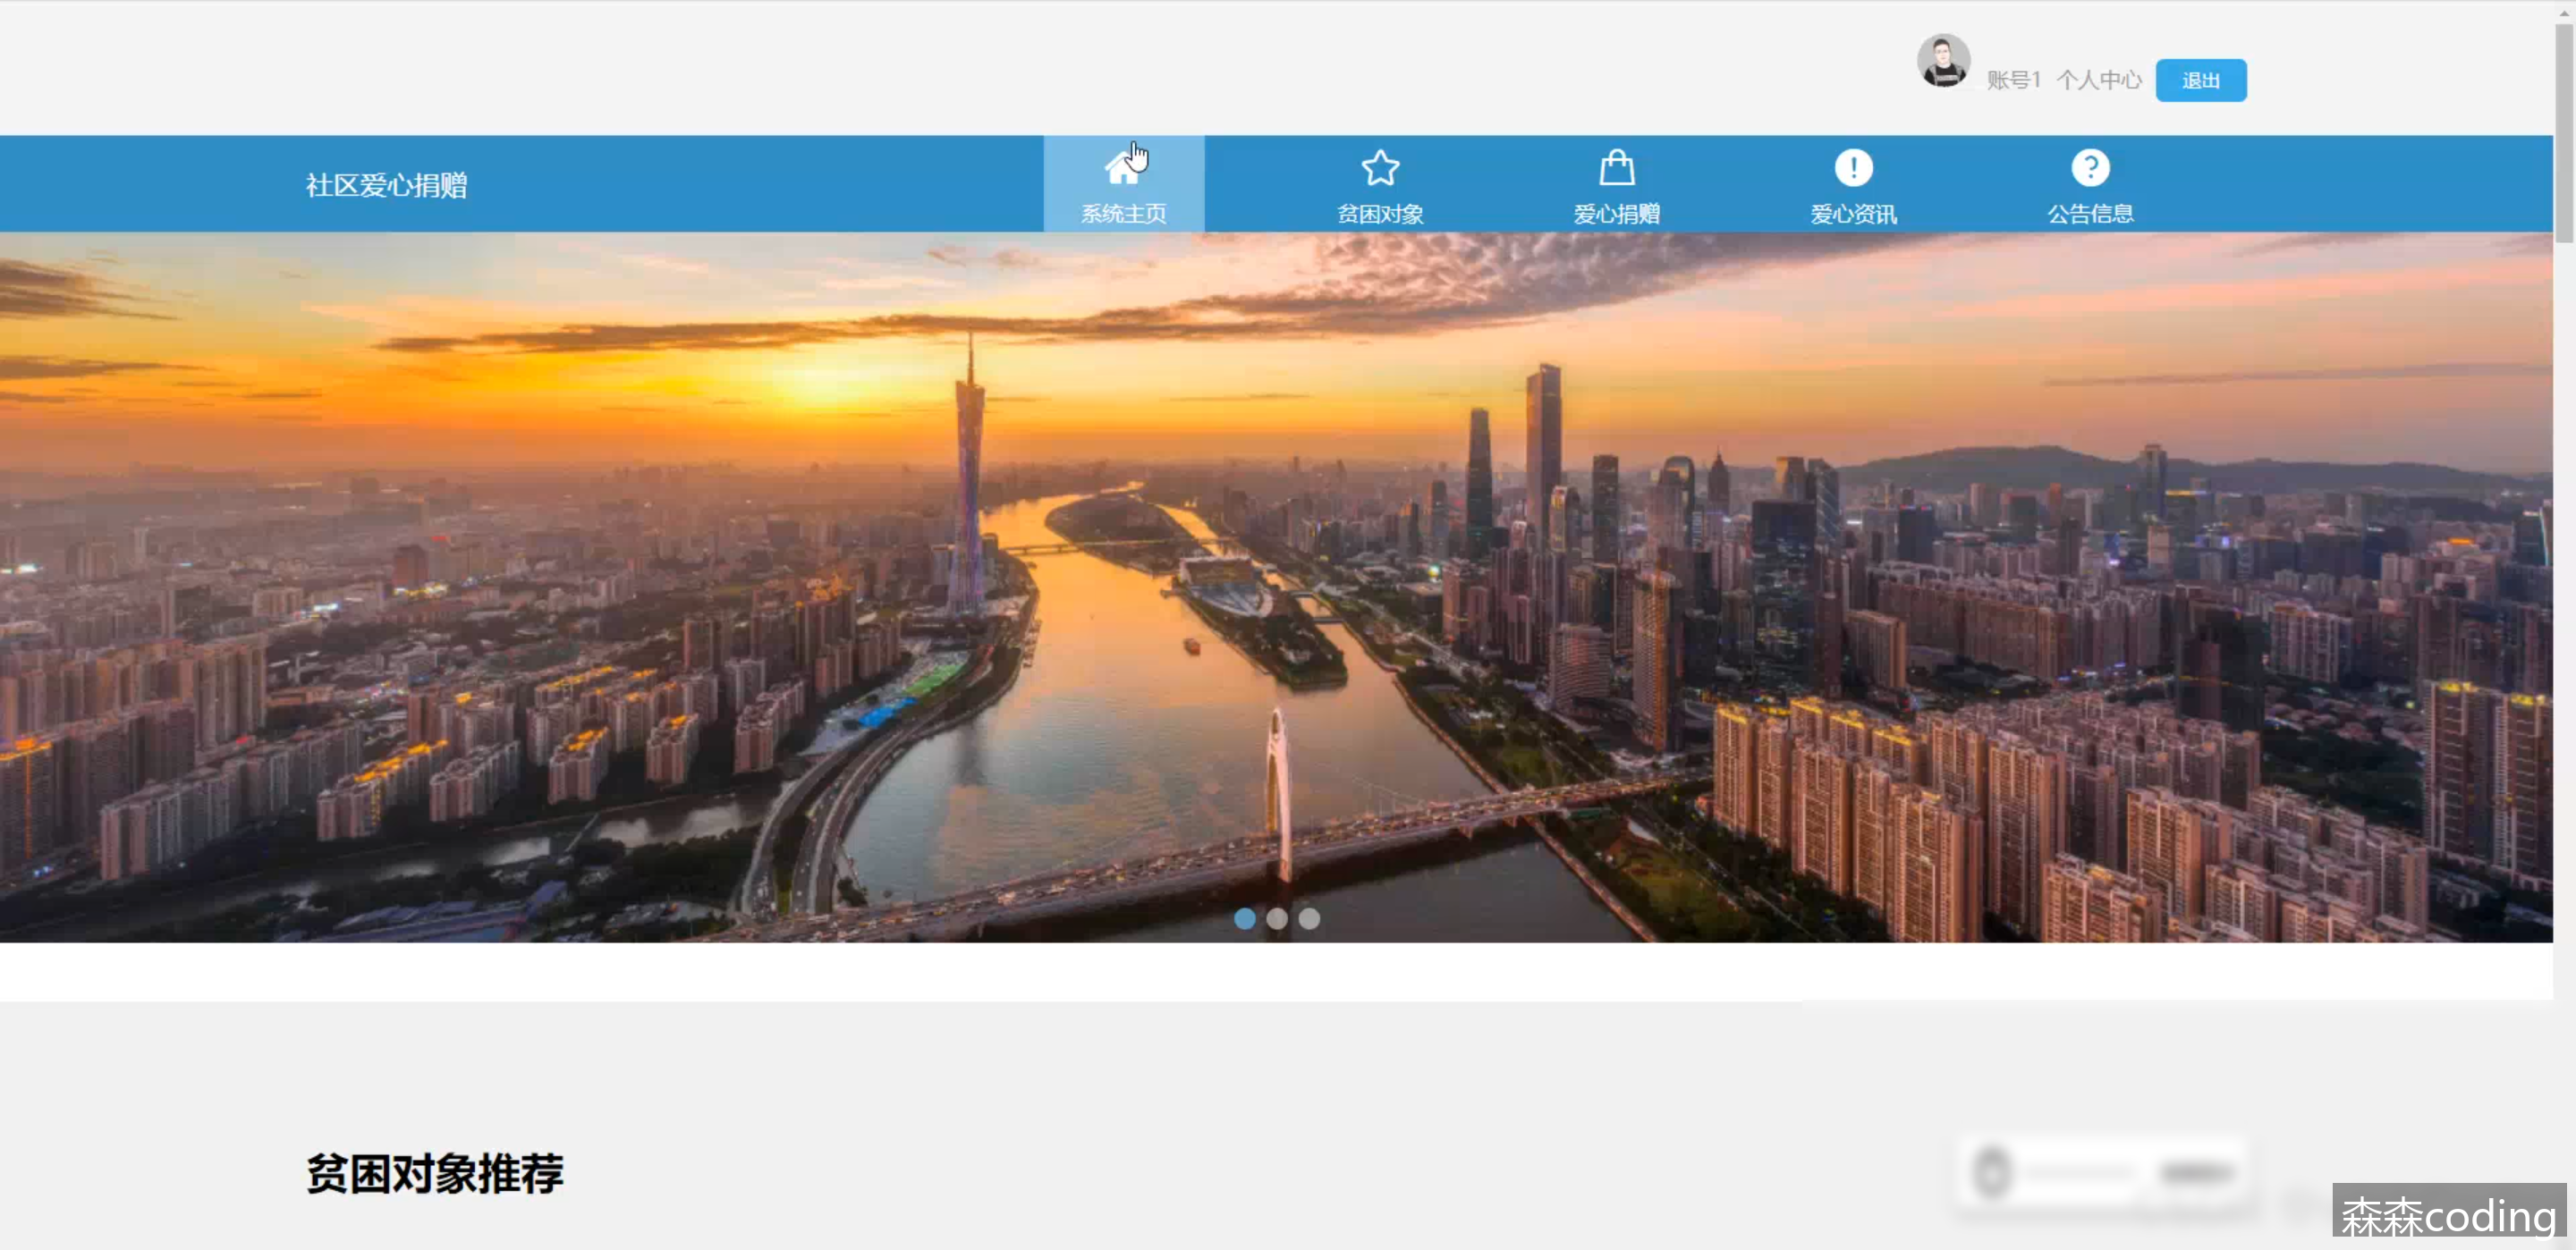 账号1 个人中心 退出
社区爱心捐赠
系统主页 贫困对象 爱心捐赠 爱心资讯 公告信息
贫困对象推荐
森森coding